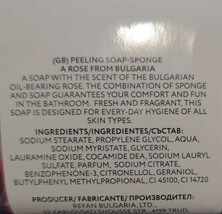 (GB) PEELING SOAP-SPONGE
A ROSE FROM BULGARIA
A SOAP WITH THE SCENT OF THE BULGARIAN
OIL-BEARING ROSE. THE COMBINATION OF SPONGE
AND SOAP GUARANTEES YOUR COMFORT AND FUN
IN THE BATHROOM. FRESH AND FRAGRANT, THIS
SOAP IS DESIGNED FOR EVERY-DAY HYGIENE OF ALL
SKIN TYPES.
INGREDIENTS/INGREDIENTES/СЪСТАВ:
SODIUM STEARATE, PROPYLENE GLYCOL, AQUA,
SODIUM MYRISTATE, GLYCERIN,
LAURAMINE OXIDE, COCAMIDE DEA, SODIUM LAURYL
SULFATE, PARFUM, SODIUM CITRATE,
BENZOPHENONE-3, CITRONELLOL, GERANIOL,
BUTYLPHENYL METHYLPROPIONAL, CI 45100, CI 14720
PRODUCER/ FABRICANTE/ ПРОИЗВОДИТЕЛ:
REFAN BULGARIA LTD.,